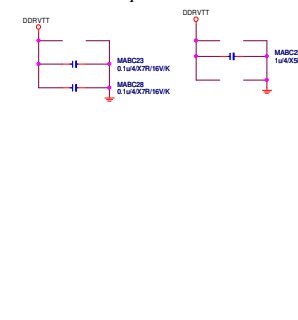 DDRVTT
DDRVTT
MABC23
0.1u/4/X7R/16V/K
MABC28
0.1u/4/X7R/16V/K
MABC2
1u/4/X5